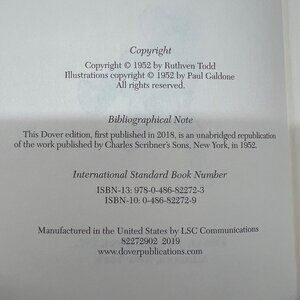 Copyright
Copyright © 1952 by Ruthven Todd
Illustrations copyright © 1952 by Paul Galdone
All rights reserved.
Bibliographical Note
This Dover edition, first published in 2018, is an unabridged republication
of the work published by Charles Scribner's Sons, New York, in 1952.
International Standard Book Number
ISBN-13: 978-0-486-82272-3
ISBN-10: 0-486-82272-9
Manufactured in the United States by LSC Communications
82272902 2019
www.doverpublications.com